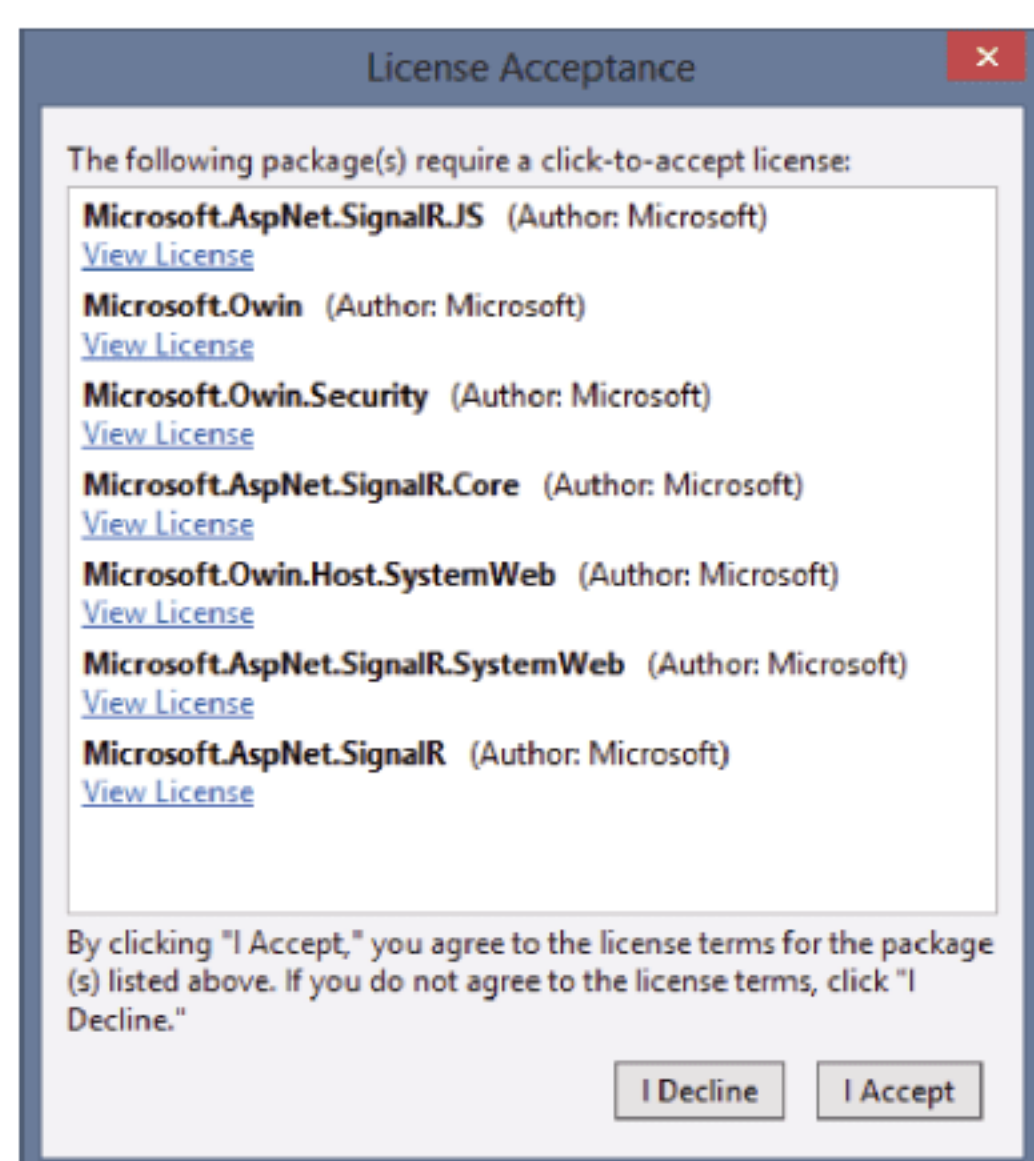 License Acceptance
The following package(s) require a click-to-accept license:
Microsoft.AspNet.SignalR.JS (Author: Microsoft)
View License
Microsoft.Owin (Author: Microsoft)
View License
Microsoft.Owin.Security (Author: Microsoft)
View License
Microsoft.AspNet.SignalR.Core (Author: Microsoft)
View License
Microsoft.Owin.Host.SystemWeb (Author: Microsoft)
View License
Microsoft.AspNet.SignalR.SystemWeb (Author: Microsoft)
View License
Microsoft.AspNet.SignalR (Author: Microsoft)
View License
By clicking "I Accept," you agree to the license terms for the package
(s) listed above. If you do not agree to the license terms, click "I
Decline."
I Decline I Accept